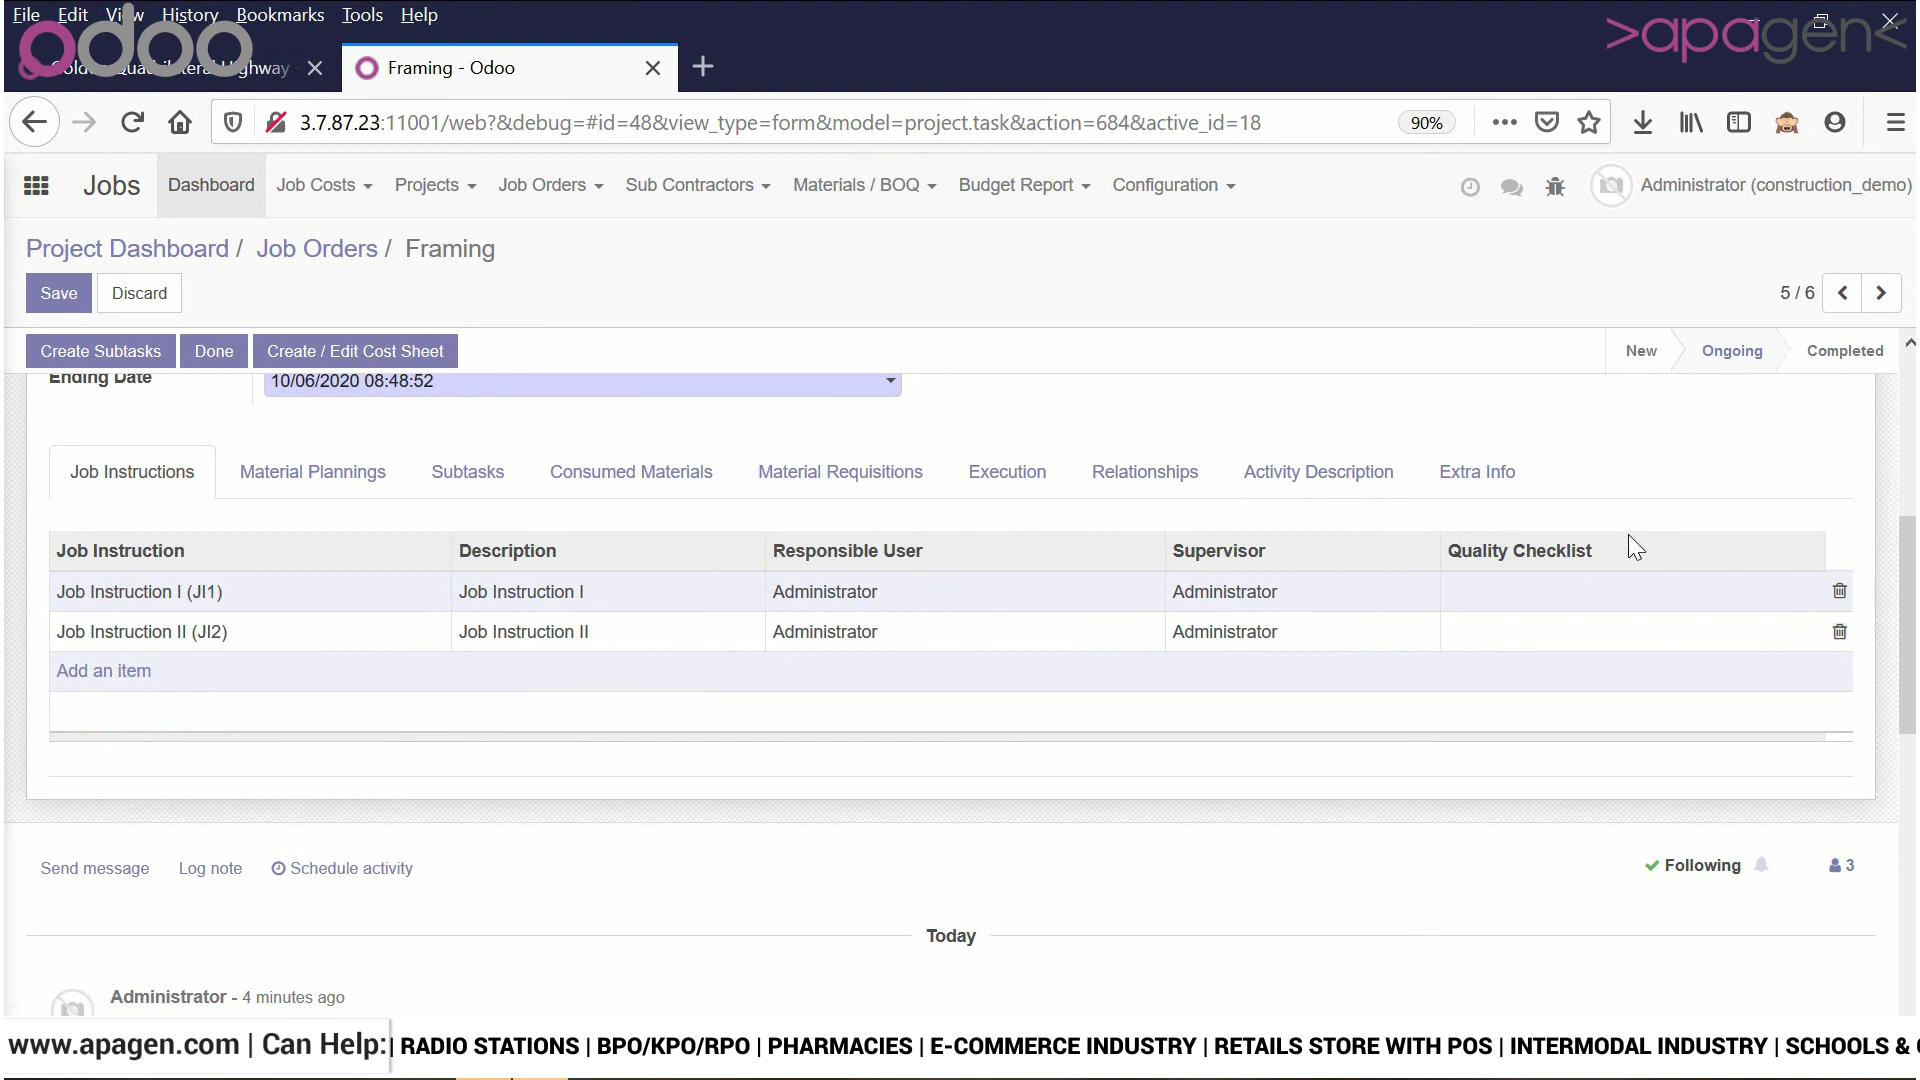 File Edit View History Bookmarks Tools Help
odoo
>apagen<
Framing - Odoo
3.7.87.23:11001/web?&debug=#id=48&view_type=form&model=project.task&action=684&active_id=18
90%
Jobs Dashboard Job Costs Projects Job Orders Sub Contractors Materials / BOQ Budget Report Configuration Administrator (construction_demo)
Project Dashboard / Job Orders / Framing
Save Discard 5 / 6
Create Subtasks Done Create / Edit Cost Sheet New Ongoing Completed
Ending Date 10/06/2020 08:48:52
Job Instructions Material Plannings Subtasks Consumed Materials Material Requisitions Execution Relationships Activity Description Extra Info
Job Instruction Description Responsible User Supervisor Quality Checklist
Job Instruction I (JI1) Job Instruction I Administrator Administrator
Job Instruction II (JI2) Job Instruction II Administrator Administrator
Add an item
Send message Log note Schedule activity Following 3
Today
Administrator - 4 minutes ago
www.apagen.com | Can Help: | RADIO STATIONS | BPO/KPO/RPO | PHARMACIES | E-COMMERCE INDUSTRY | RETAILS STORE WITH POS | INTERMODAL INDUSTRY | SCHOOLS &